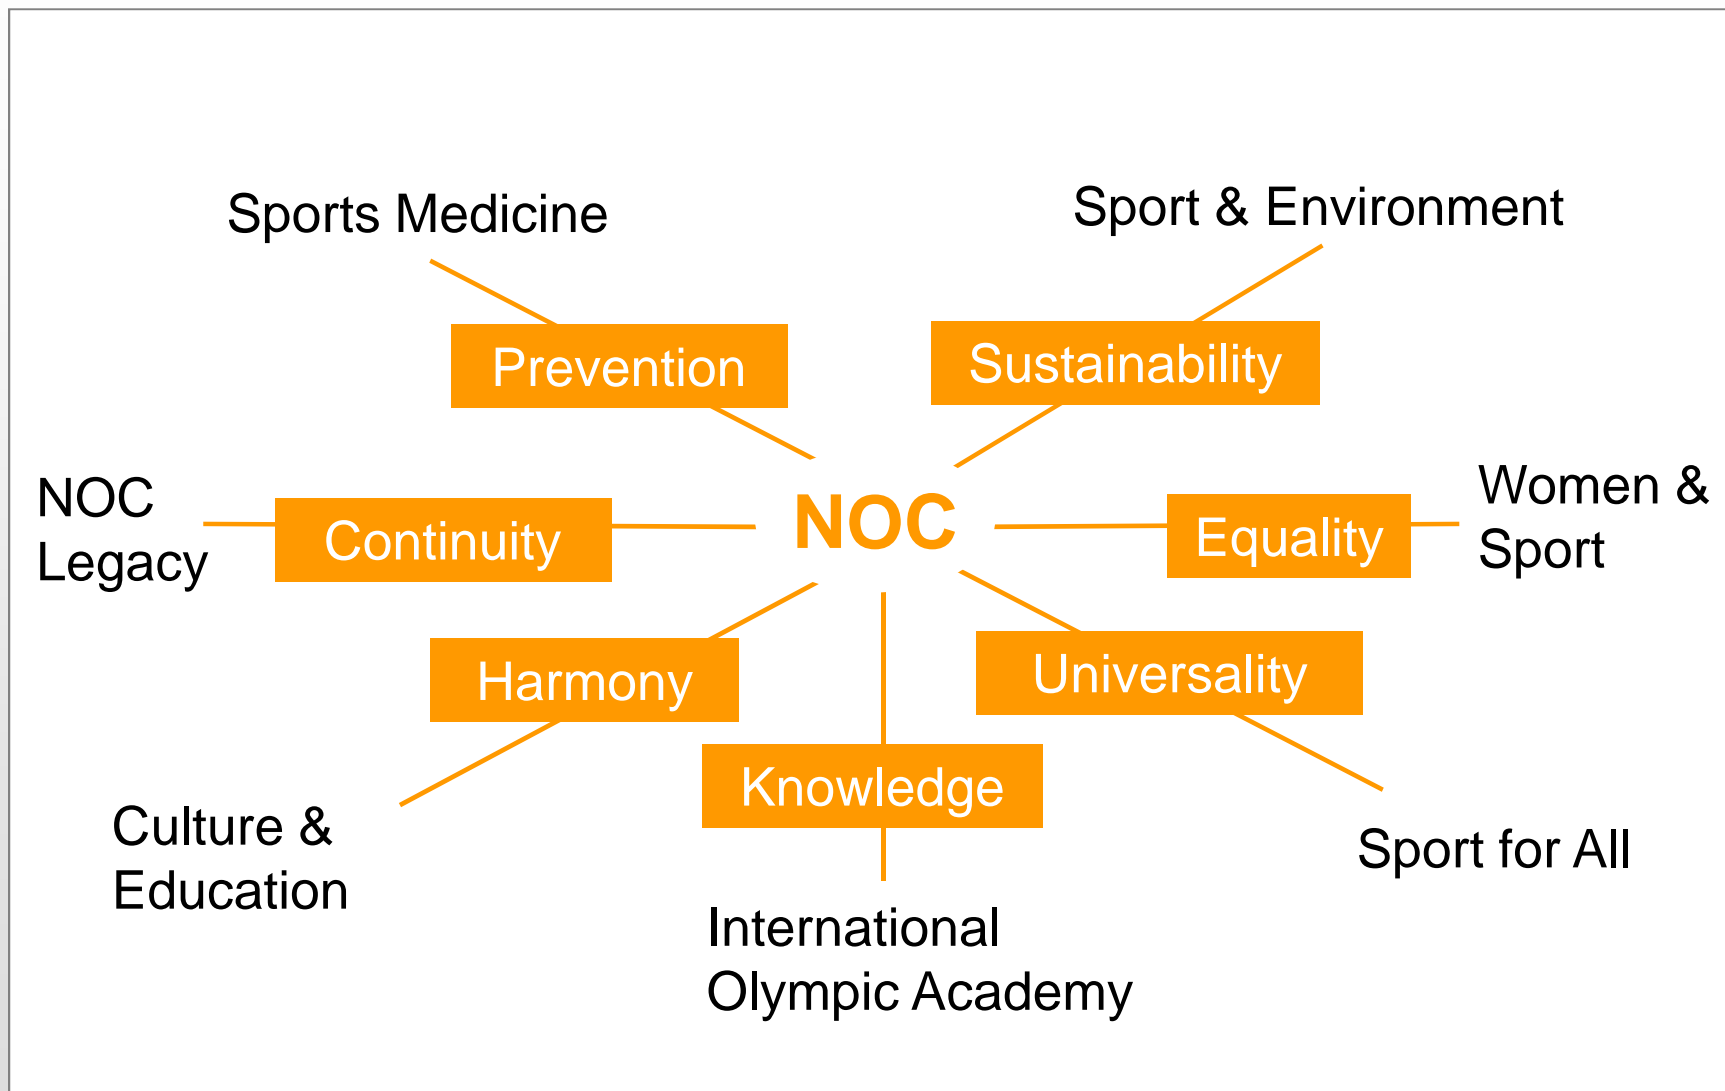 Sports Medicine
Sport & Environment
Prevention
Sustainability
NOC
Legacy
Continuity
NOC
Equality
Women &
Sport
Harmony
Universality
Knowledge
Culture &
Education
Sport for All
International
Olympic Academy